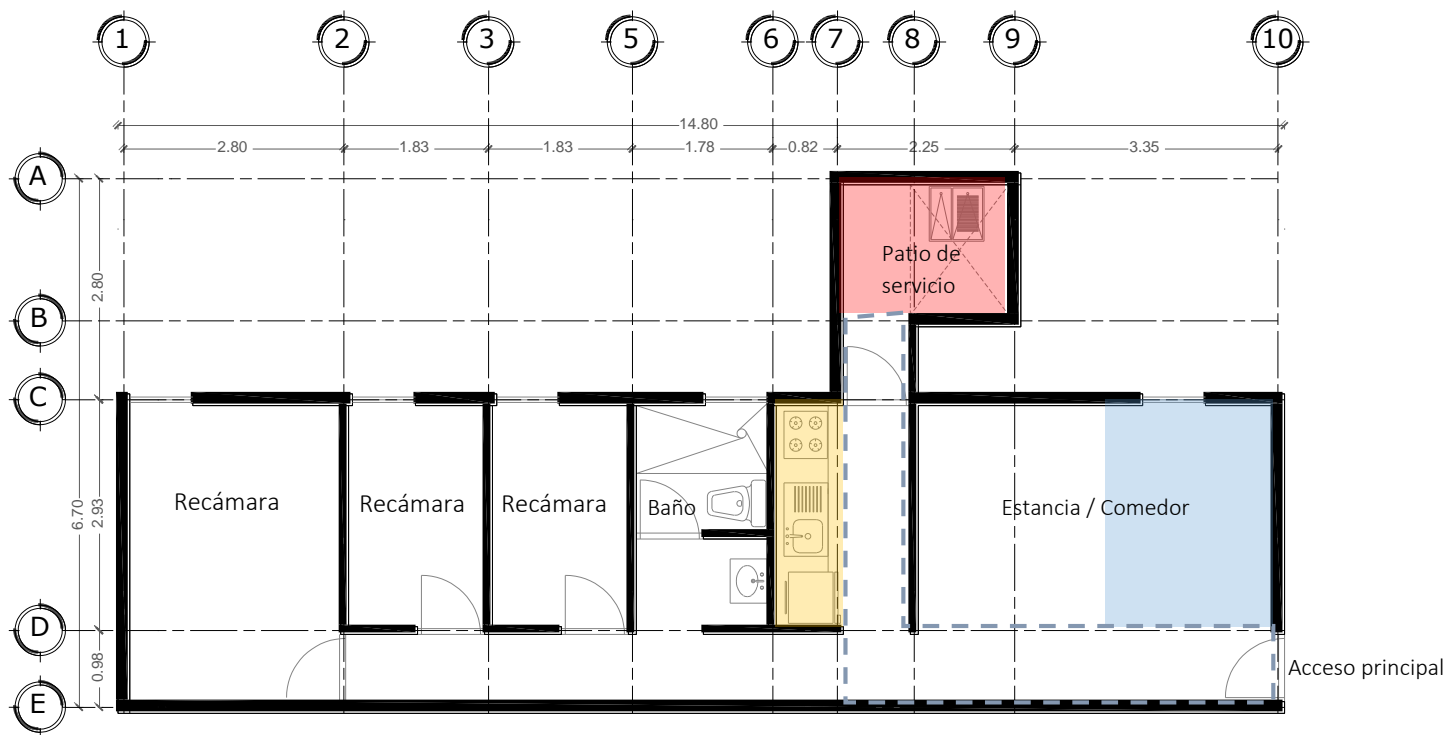 1 2 3 5 6 7 8 9 10
14.80
2.80 1.83 1.83 1.78 0.82 2.25 3.35
A
B
C
D
E
6.70
2.80
2.93
0.98
Patio de
servicio
Recámara
Recámara
Recámara
Baño
Estancia / Comedor
Acceso principal